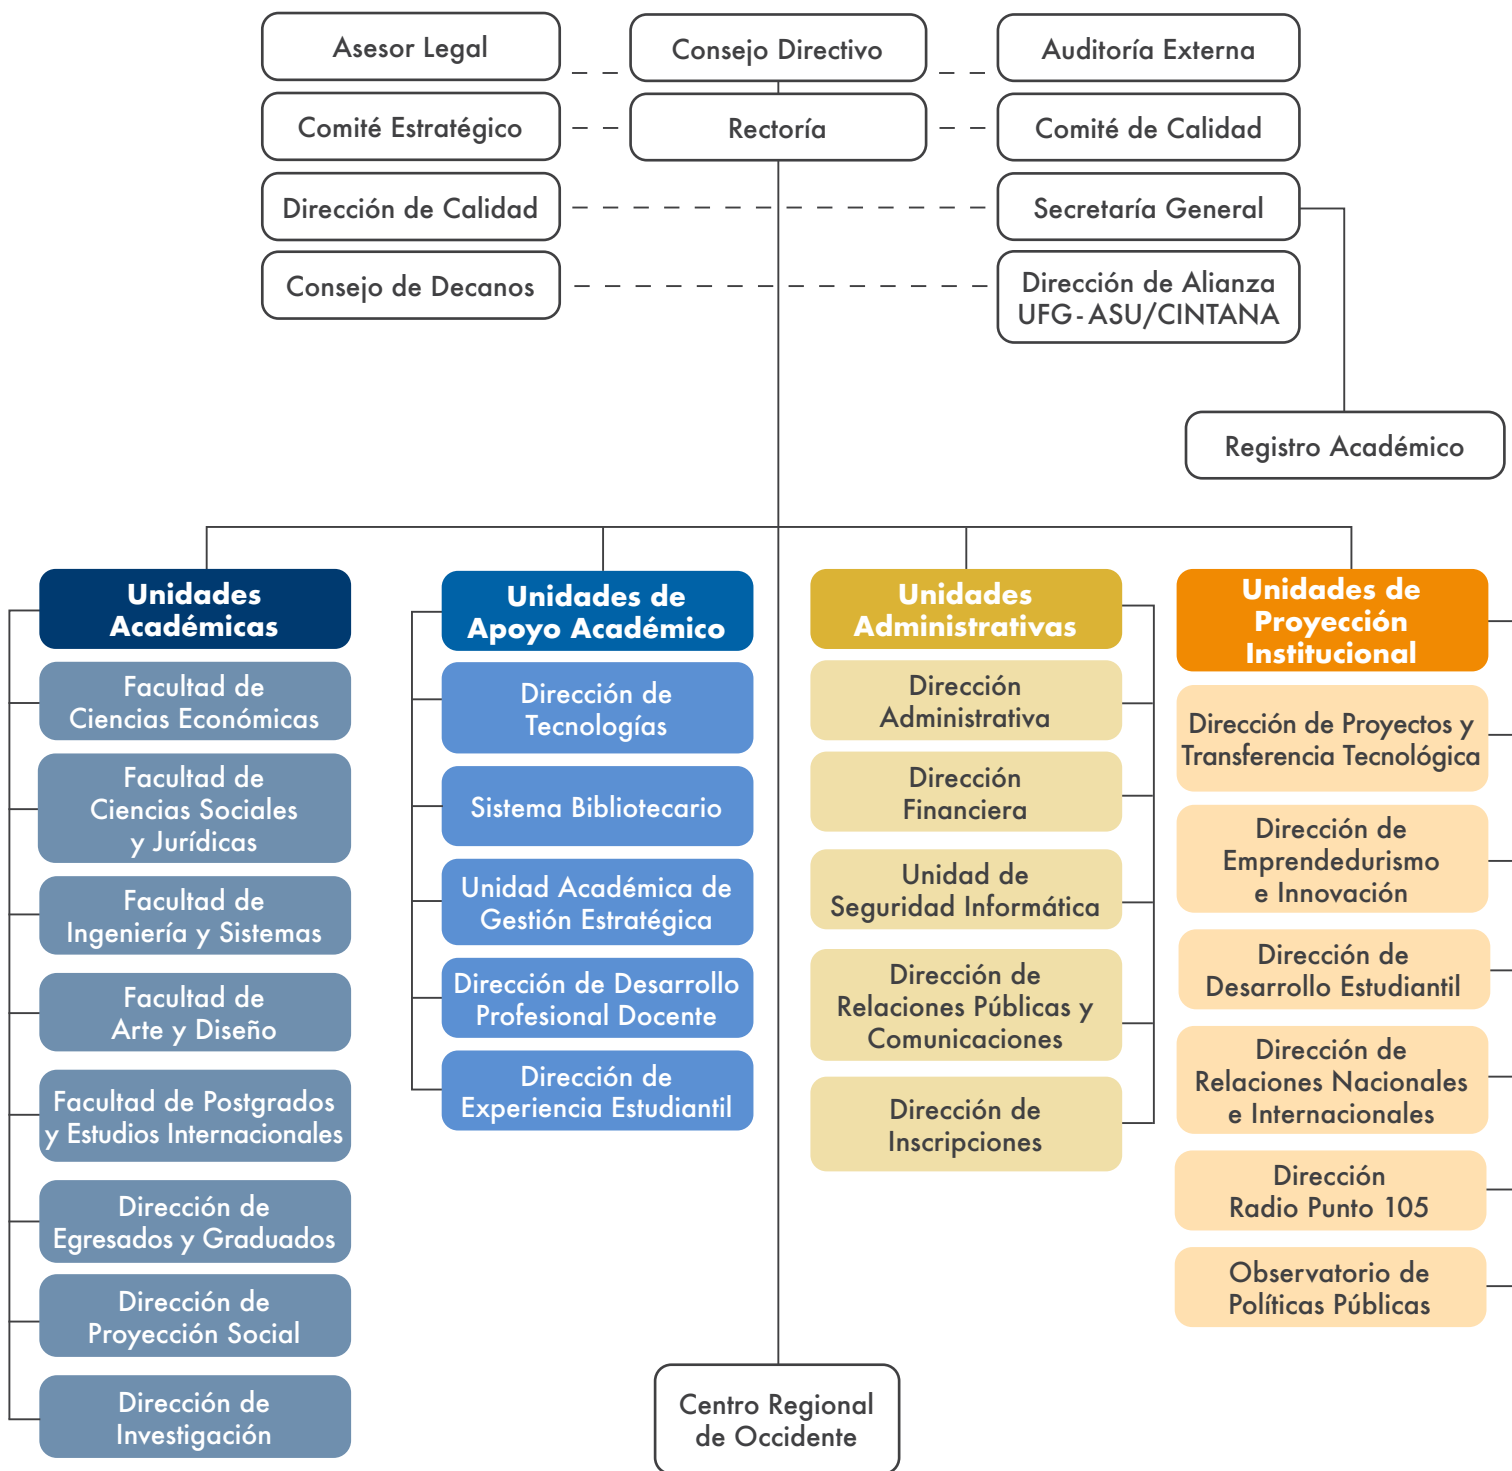 Asesor Legal
Consejo Directivo
Auditoría Externa
Comité Estratégico
Rectoría
Comité de Calidad
Dirección de Calidad
Secretaría General
Consejo de Decanos
Dirección de Alianza
UFG-ASU/CINTANA
Registro Académico
Unidades
Académicas
Facultad de
Ciencias Económicas
Facultad de
Ciencias Sociales
y Jurídicas
Facultad de
Ingeniería y Sistemas
Facultad de
Arte y Diseño
Facultad de Postgrados
y Estudios Internacionales
Dirección de
Egresados y Graduados
Dirección de
Proyección Social
Dirección de
Investigación
Unidades de
Apoyo Académico
Dirección de
Tecnologías
Sistema Bibliotecario
Unidad Académica de
Gestión Estratégica
Dirección de Desarrollo
Profesional Docente
Dirección de
Experiencia Estudiantil
Unidades
Administrativas
Dirección
Administrativa
Dirección
Financiera
Unidad de
Seguridad Informática
Dirección de
Relaciones Públicas y
Comunicaciones
Dirección de
Inscripciones
Unidades de
Proyección
Institucional
Dirección de Proyectos y
Transferencia Tecnológica
Dirección de
Emprendedurismo
e Innovación
Dirección de
Desarrollo Estudiantil
Dirección de
Relaciones Nacionales
e Internacionales
Dirección
Radio Punto 105
Observatorio de
Políticas Públicas
Centro Regional
de Occidente